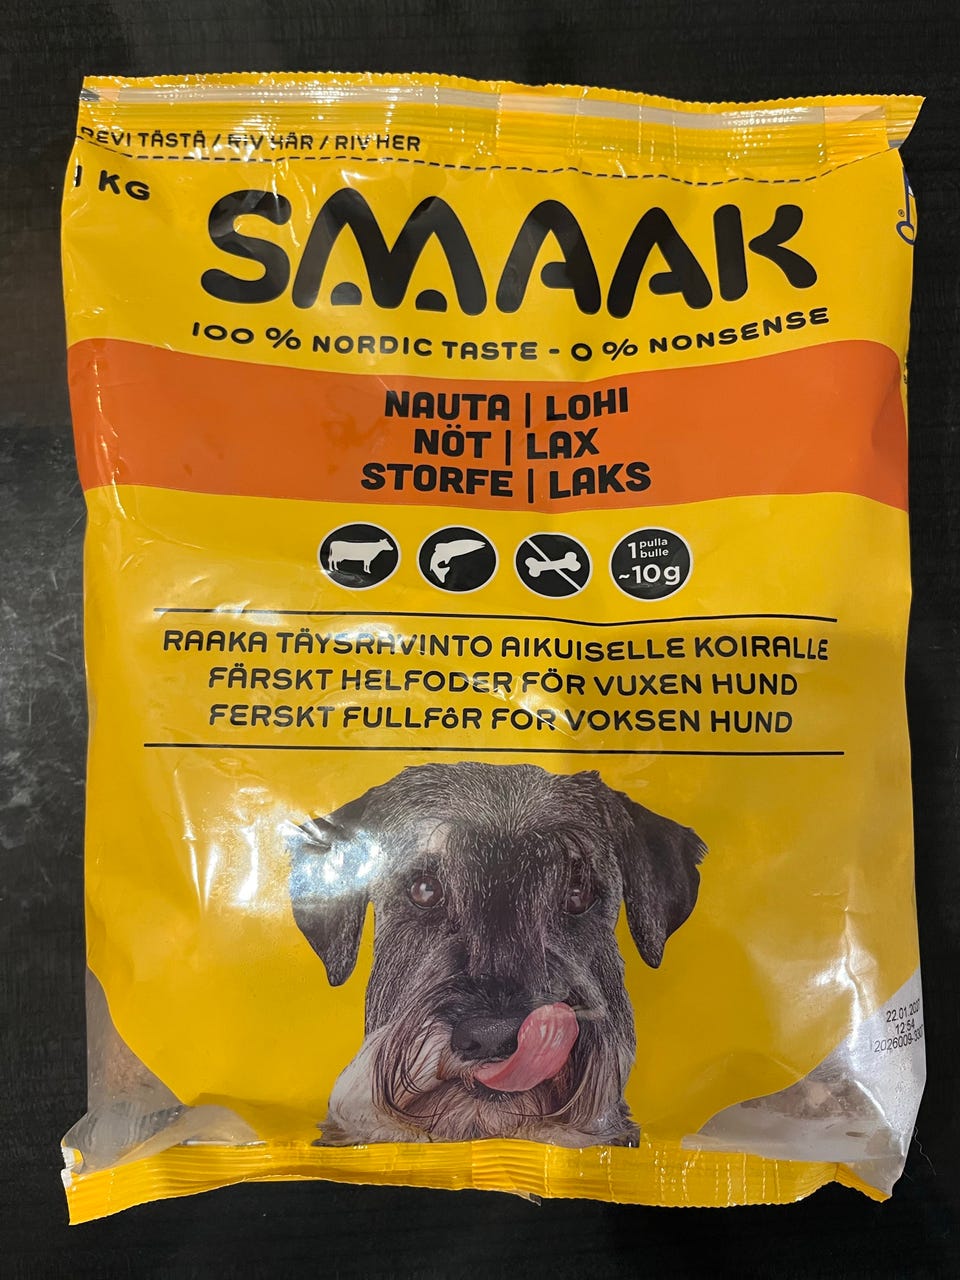 REVI TÄSTÄ / RIV HÄR / RIV HER
1 KG
SMAAK
100 % NORDIC TASTE - 0 % NONSENSE
NAUTA | LOHI
NÖT | LAX
STORFE | LAKS
1 pulla
bulle
~10g
RAAKA TÄYSRAVINTO AIKUISELLE KOIRALLE
FÄRSKT HELFODER FÖR VUXEN HUND
FERSKT FULLFôR FOR VOKSEN HUND
12:54